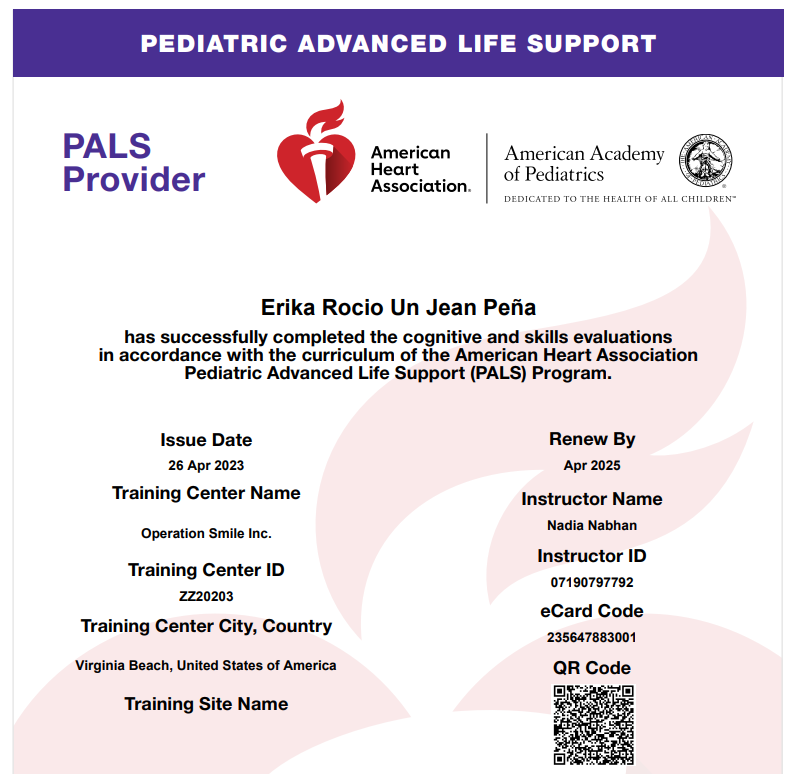 PEDIATRIC ADVANCED LIFE SUPPORT
PALS
Provider
American
Heart
Association.
American Academy
of Pediatrics
DEDICATED TO THE HEALTH OF ALL CHILDREN™
Erika Rocio Un Jean Peña
has successfully completed the cognitive and skills evaluations
in accordance with the curriculum of the American Heart Association
Pediatric Advanced Life Support (PALS) Program.
Issue Date
26 Apr 2023
Training Center Name
Operation Smile Inc.
Training Center ID
ZZ20203
Training Center City, Country
Virginia Beach, United States of America
Training Site Name
Renew By
Apr 2025
Instructor Name
Nadia Nabhan
Instructor ID
07190797792
eCard Code
235647883001
QR Code